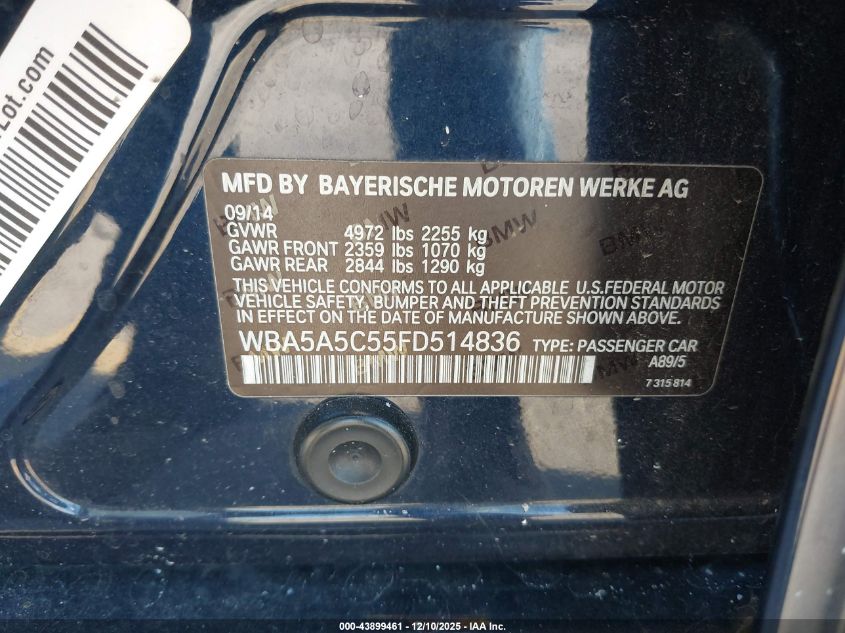 Lot.com
MFD BY BAYERISCHE MOTOREN WERKE AG
09/14
GVWR 4972 lbs 2255 kg
GAWR FRONT 2359 lbs 1070 kg
GAWR REAR 2844 lbs 1290 kg
THIS VEHICLE CONFORMS TO ALL APPLICABLE U.S.FEDERAL MOTOR
VEHICLE SAFETY, BUMPER AND THEFT PREVENTION STANDARDS
IN EFFECT ON THE DATE OF MANUFACTURE SHOWN ABOVE.
WBA5A5C55FD514836 TYPE: PASSENGER CAR
A89/5
7 315 814
000-43899461 - 12/10/2025 - IAA Inc.